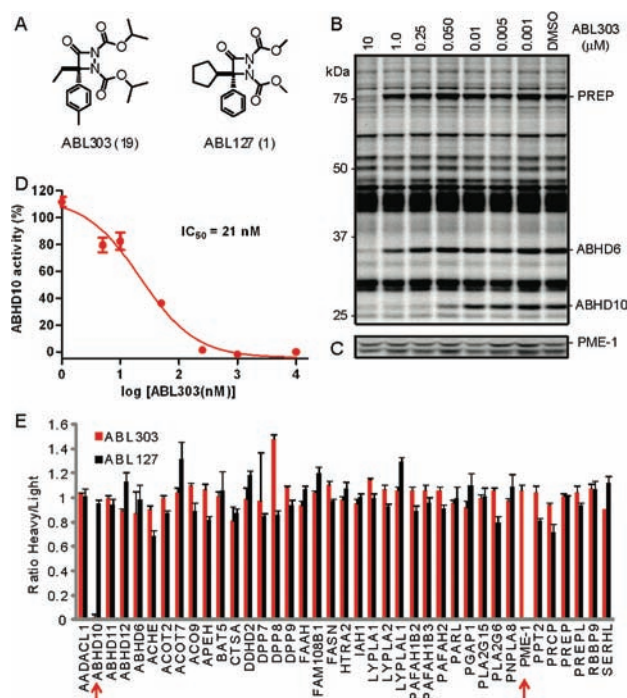 A
O
O
N
O
N
O
O
ABL303 (19)
O
O
N
O
N
O
O
ABL127 (1)
B
10
1.0
0.25
0.050
0.01
0.005
0.001
DMSO
ABL303
(µM)
kDa
75
50
37
25
PREP
ABHD6
ABHD10
C
PME-1
D
ABHD10 activity (%)
120
100
80
60
40
20
0
IC50 = 21 nM
0
1
2
3
4
log [ABL303(nM)]
E
Ratio Heavy/Light
1.6
1.4
1.2
1
0.8
0.6
0.4
0.2
0
ABL303
ABL127
AADACL1
ABHD10
ABHD11
ABHD12
ABHD6
ACHE
ACOT2
ACOT7
ACO9
APEH
BAT5
CTSA
DDHD2
DPP7
DPP8
DPP9
FAAH
FAM108B1
FASN
HTRA2
IAH1
LYPLA1
LYPLA2
LYPLAL1
PAFAH1B2
PAFAH1B3
PAFAH2
PARL
PGAP1
PLA2G15
PLA2G6
PNPLA8
PME-1
PPT2
PRCP
PREP
PREPL
RBBP9
SERHL